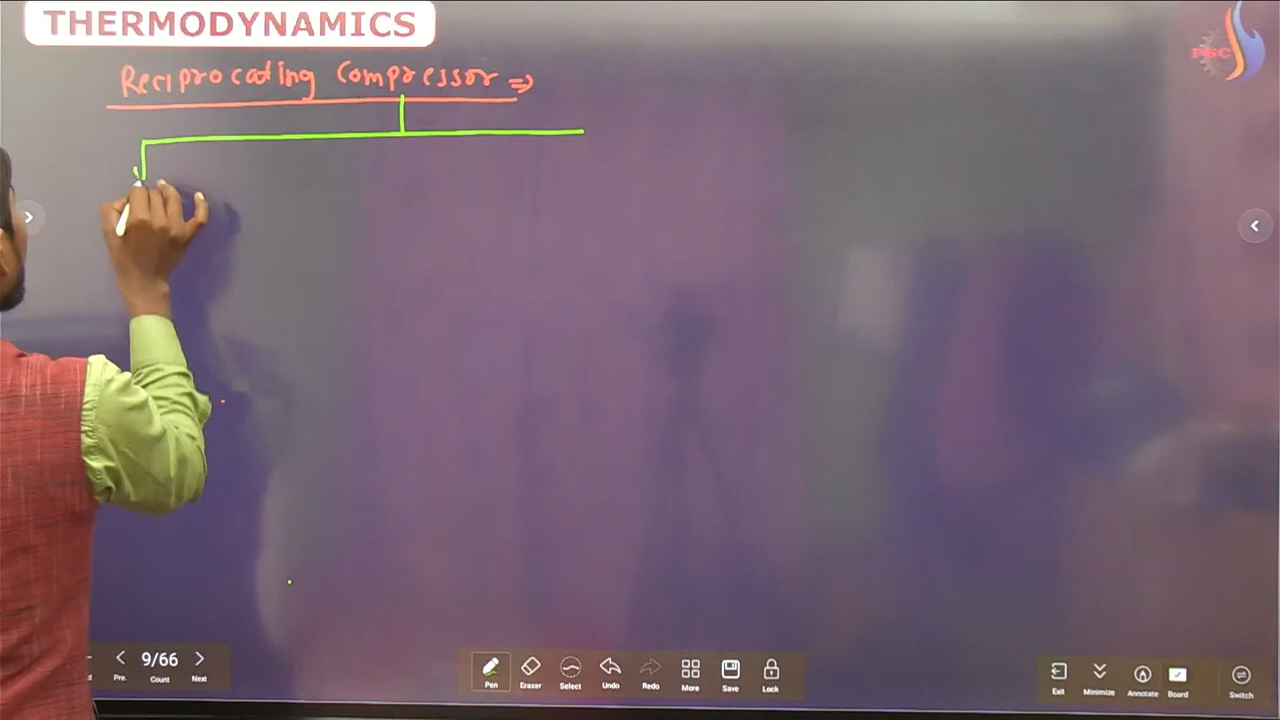 THERMODYNAMICS
PSC
Reciprocating Compressor ⇒
9/66
Pre. Count Next
Pen Eraser Select Undo Redo More Save Lock
Exit Minimize Annotate Board Switch